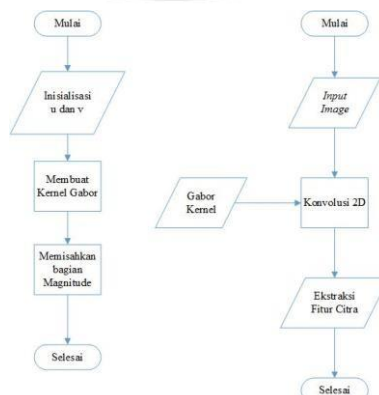 Mulai
Inisialisasi
u dan v
Membuat
Kernel Gabor
Memisahkan
bagian
Magnitude
Selesai
Mulai
Input
Image
Gabor
Kernel
Konvolusi 2D
Ekstraksi
Fitur Citra
Selesai